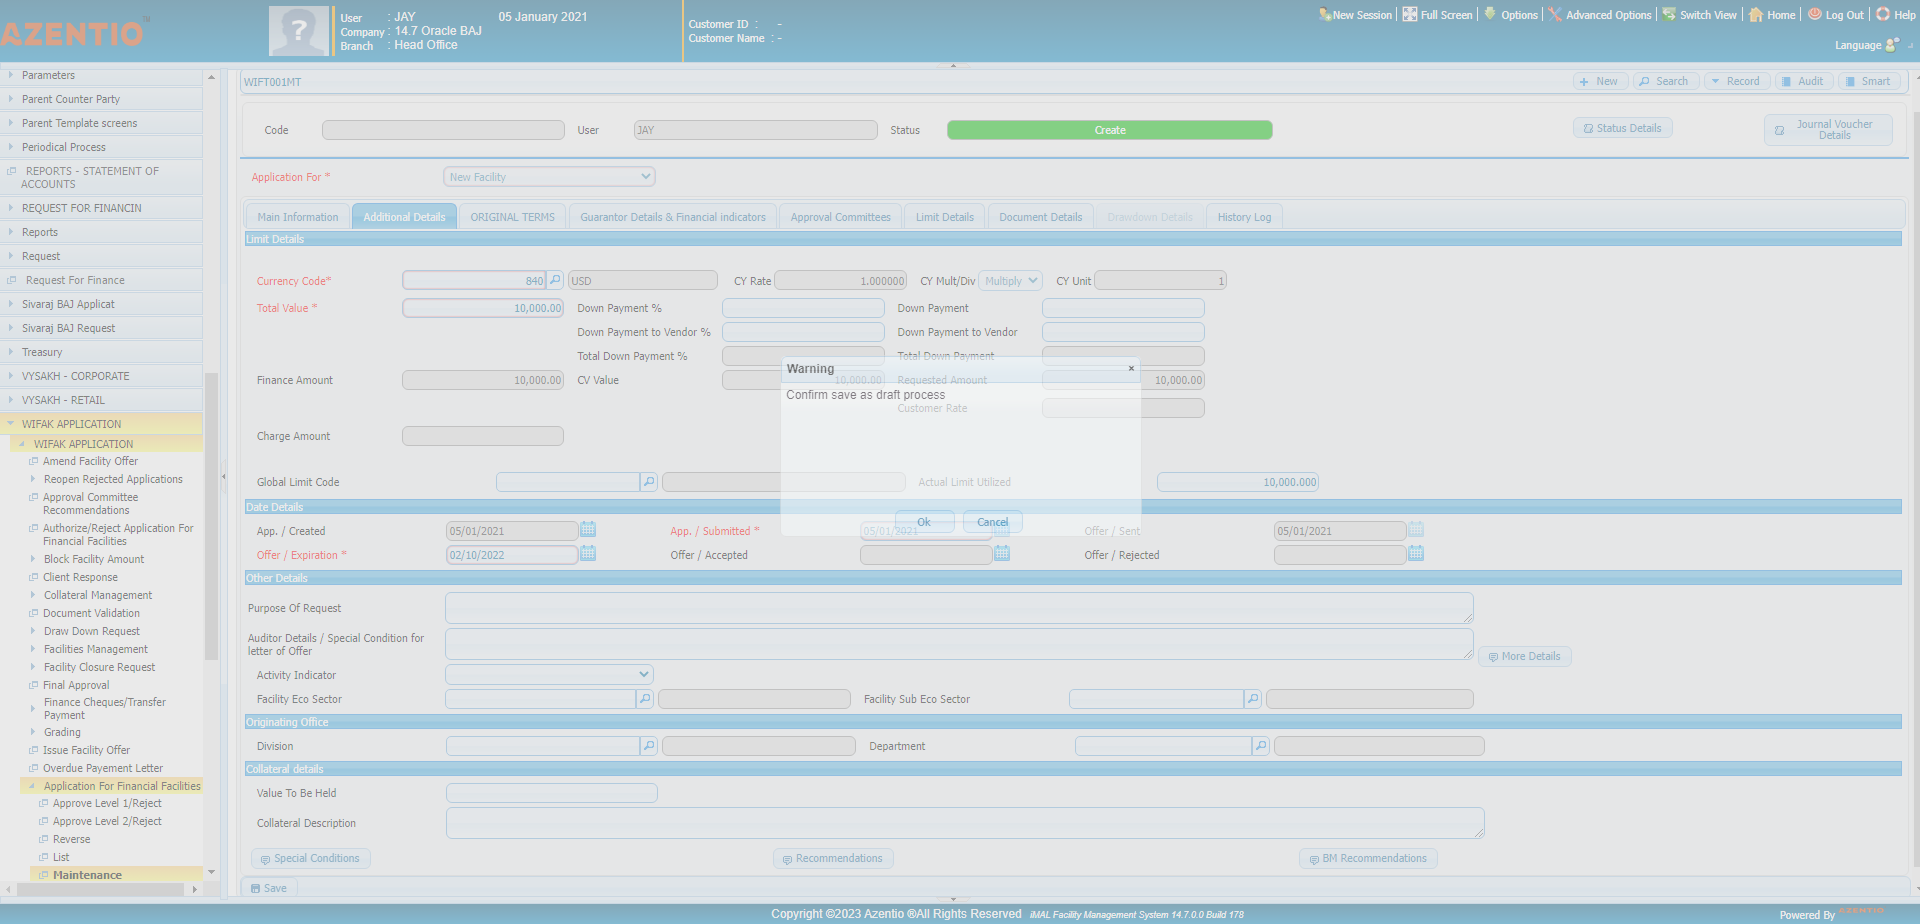 AZENTIO™
User : JAY 05 January 2021
Company : 14.7 Oracle BAJ
Branch : Head Office
Customer ID : -
Customer Name : -
New Session Full Screen Options Advanced Options Switch View Home Log Out Help
Language
Parameters
Parent Counter Party
Parent Template screens
Periodical Process
REPORTS - STATEMENT OF
ACCOUNTS
REQUEST FOR FINANCIN
Reports
Request
Request For Finance
Sivaraj BAJ Applicat
Sivaraj BAJ Request
Treasury
VYSAKH - CORPORATE
VYSAKH - RETAIL
WIFAK APPLICATION
WIFAK APPLICATION
Amend Facility Offer
Reopen Rejected Applications
Approval Committee
Recommendations
Authorize/Reject Application For
Financial Facilities
Block Facility Amount
Client Response
Collateral Management
Document Validation
Draw Down Request
Facilities Management
Facility Closure Request
Final Approval
Finance Cheques/Transfer
Payment
Grading
Issue Facility Offer
Overdue Payement Letter
Application For Financial Facilities
Approve Level 1/Reject
Approve Level 2/Reject
Reverse
List
Maintenance
WIFT001MT
New Search Record Audit Smart
Code User JAY Status Create Status Details Journal Voucher
Details
Application For * New Facility
Main Information Additional Details ORIGINAL TERMS Guarantor Details & Financial indicators Approval Committees Limit Details Document Details Drawdown Details History Log
Limit Details
Currency Code* 840 USD CY Rate 1.000000 CY Mult/Div Multiply CY Unit 1
Total Value * 10,000.00 Down Payment % Down Payment
Down Payment to Vendor % Down Payment to Vendor
Total Down Payment % Total Down Payment
Finance Amount 10,000.00 CV Value 10,000.00 Requested Amount 10,000.00
Customer Rate
Charge Amount
Global Limit Code Actual Limit Utilized 10,000.000
Warning ×
Confirm save as draft process
Ok Cancel
Date Details
App. / Created 05/01/2021 App. / Submitted * 05/01/2021 Offer / Sent 05/01/2021
Offer / Expiration * 02/10/2022 Offer / Accepted Offer / Rejected
Other Details
Purpose Of Request
Auditor Details / Special Condition for
letter of Offer
More Details
Activity Indicator
Facility Eco Sector Facility Sub Eco Sector
Originating Office
Division Department
Collateral details
Value To Be Held
Collateral Description
Special Conditions Recommendations BM Recommendations
Save
Copyright ©2023 Azentio ®All Rights Reserved iMAL Facility Management System 14.7.0.0 Build 178
Powered By AZENTIO